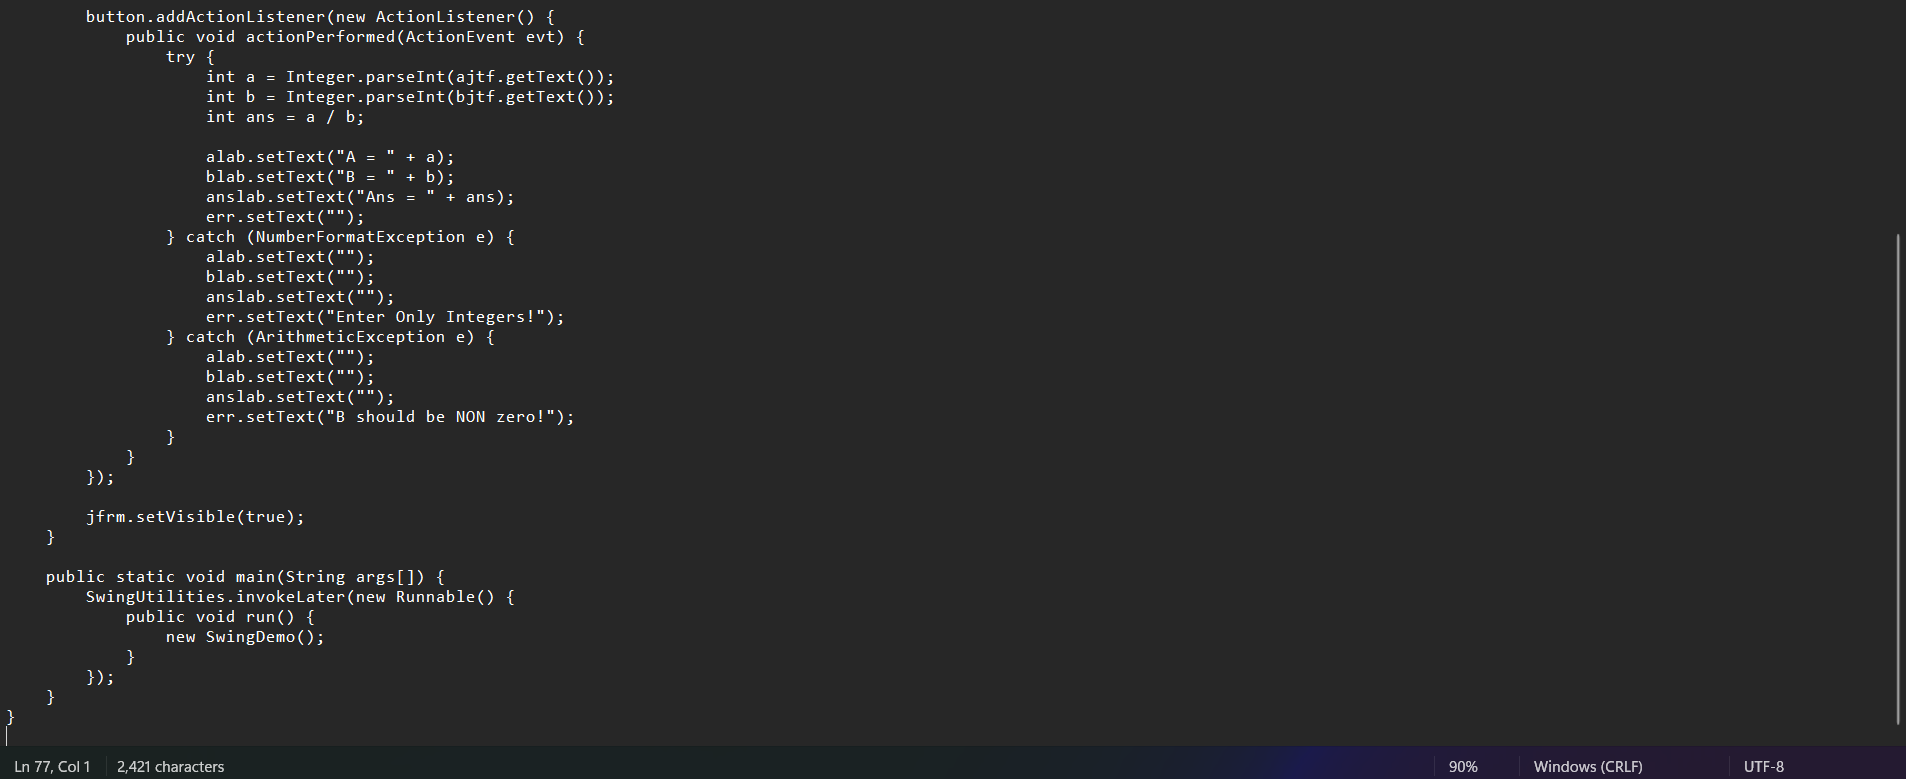 button.addActionListener(new ActionListener() {
public void actionPerformed(ActionEvent evt) {
try {
int a = Integer.parseInt(ajtf.getText());
int b = Integer.parseInt(bjtf.getText());
int ans = a / b;
alab.setText("A = " + a);
blab.setText("B = " + b);
anslab.setText("Ans = " + ans);
err.setText("");
} catch (NumberFormatException e) {
alab.setText("");
blab.setText("");
anslab.setText("");
err.setText("Enter Only Integers!");
} catch (ArithmeticException e) {
alab.setText("");
blab.setText("");
anslab.setText("");
err.setText("B should be NON zero!");
}
}
});
jfrm.setVisible(true);
}
public static void main(String args[]) {
SwingUtilities.invokeLater(new Runnable() {
public void run() {
new SwingDemo();
}
});
}
}
Ln 77, Col 1 2,421 characters 90% Windows (CRLF) UTF-8